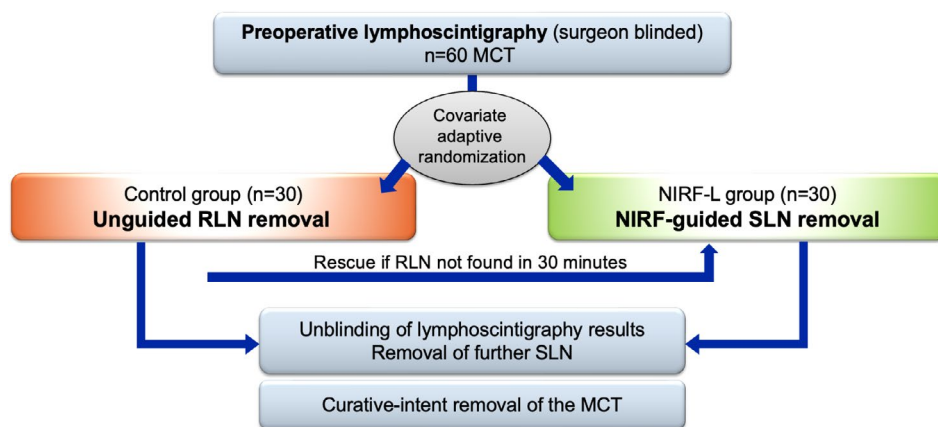 Preoperative lymphoscintigraphy (surgeon blinded)
n=60 MCT
Covariate
adaptive
randomization
Control group (n=30)
Unguided RLN removal
NIRF-L group (n=30)
NIRF-guided SLN removal
Rescue if RLN not found in 30 minutes
Unblinding of lymphoscintigraphy results
Removal of further SLN
Curative-intent removal of the MCT